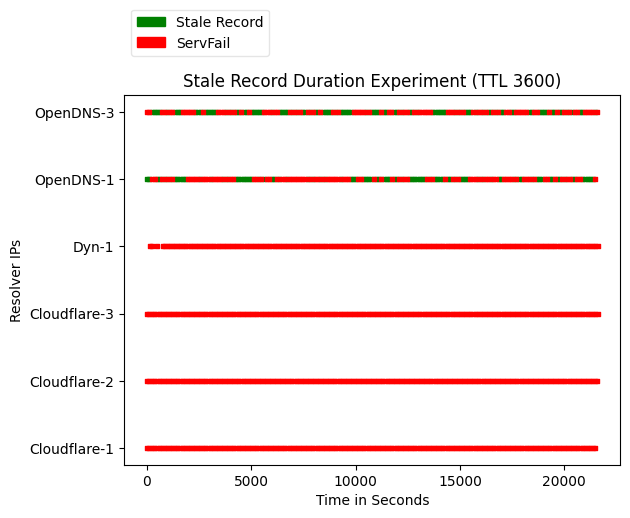 Stale Record
ServFail
Stale Record Duration Experiment (TTL 3600)
OpenDNS-3
OpenDNS-1
Dyn-1
Cloudflare-3
Cloudflare-2
Cloudflare-1
Resolver IPs
0 5000 10000 15000 20000
Time in Seconds